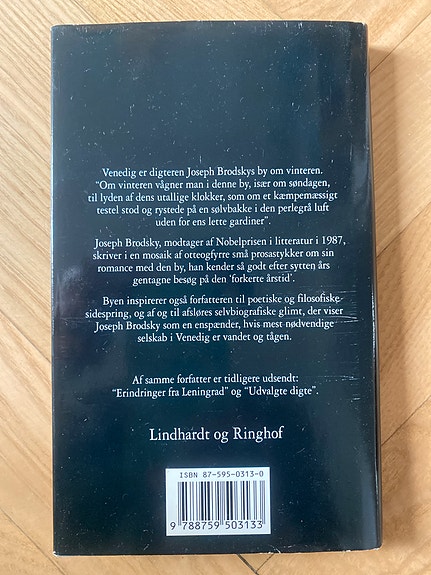 Venedig er digteren Joseph Brodskys by om vinteren.
"Om vinteren vågner man i denne by, især om søndagen,
til lyden af dens utallige klokker, som om et kæmpemæssigt
testel stod og rystede på en sølvbakke i den perlegrå luft
uden for ens lette gardiner".
Joseph Brodsky, modtager af Nobelprisen i litteratur i 1987,
skriver i en mosaik af otteogfyrre små prosastykker om sin
romance med den by, han kender så godt efter sytten års
gentagne besøg på den 'forkerte årstid'.
Byen inspirerer også forfatteren til poetiske og filosofiske
sidespring, og af og til afsløres selvbiografiske glimt, der viser
Joseph Brodsky som en enspænder, hvis mest nødvendige
selskab i Venedig er vandet og tågen.
Af samme forfatter er tidligere udsendt:
"Erindringer fra Leningrad" og "Udvalgte digte".
Lindhardt og Ringhof
ISBN 87-595-0313-0
9 788759 503133